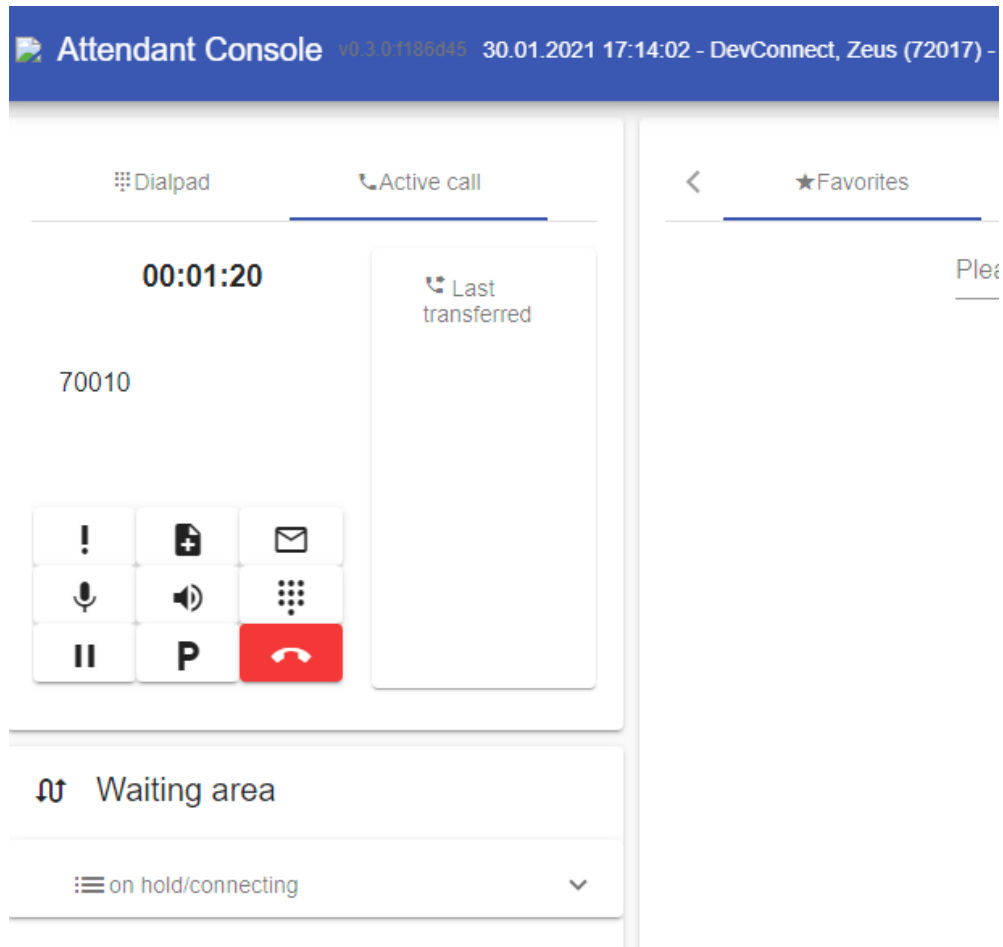 Attendant Console v0.3.0:f186d45 30.01.2021 17:14:02 - DevConnect, Zeus (72017) -
Dialpad
Active call
Favorites
00:01:20
Last
transferred
Plea
70010
!
P
Waiting area
on hold/connecting